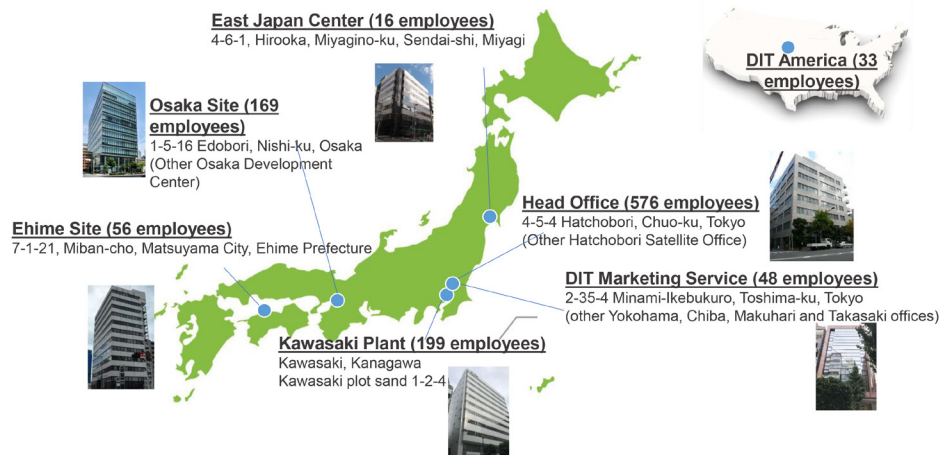 East Japan Center (16 employees)
4-6-1, Hirooka, Miyagino-ku, Sendai-shi, Miyagi
DIT America (33
employees)
Osaka Site (169
employees)
1-5-16 Edobori, Nishi-ku, Osaka
(Other Osaka Development
Center)
Head Office (576 employees)
4-5-4 Hatchobori, Chuo-ku, Tokyo
(Other Hatchobori Satellite Office)
Ehime Site (56 employees)
7-1-21, Miban-cho, Matsuyama City, Ehime Prefecture
DIT Marketing Service (48 employees)
2-35-4 Minami-Ikebukuro, Toshima-ku, Tokyo
(other Yokohama, Chiba, Makuhari and Takasaki offices)
Kawasaki Plant (199 employees)
Kawasaki, Kanagawa
Kawasaki plot sand 1-2-4